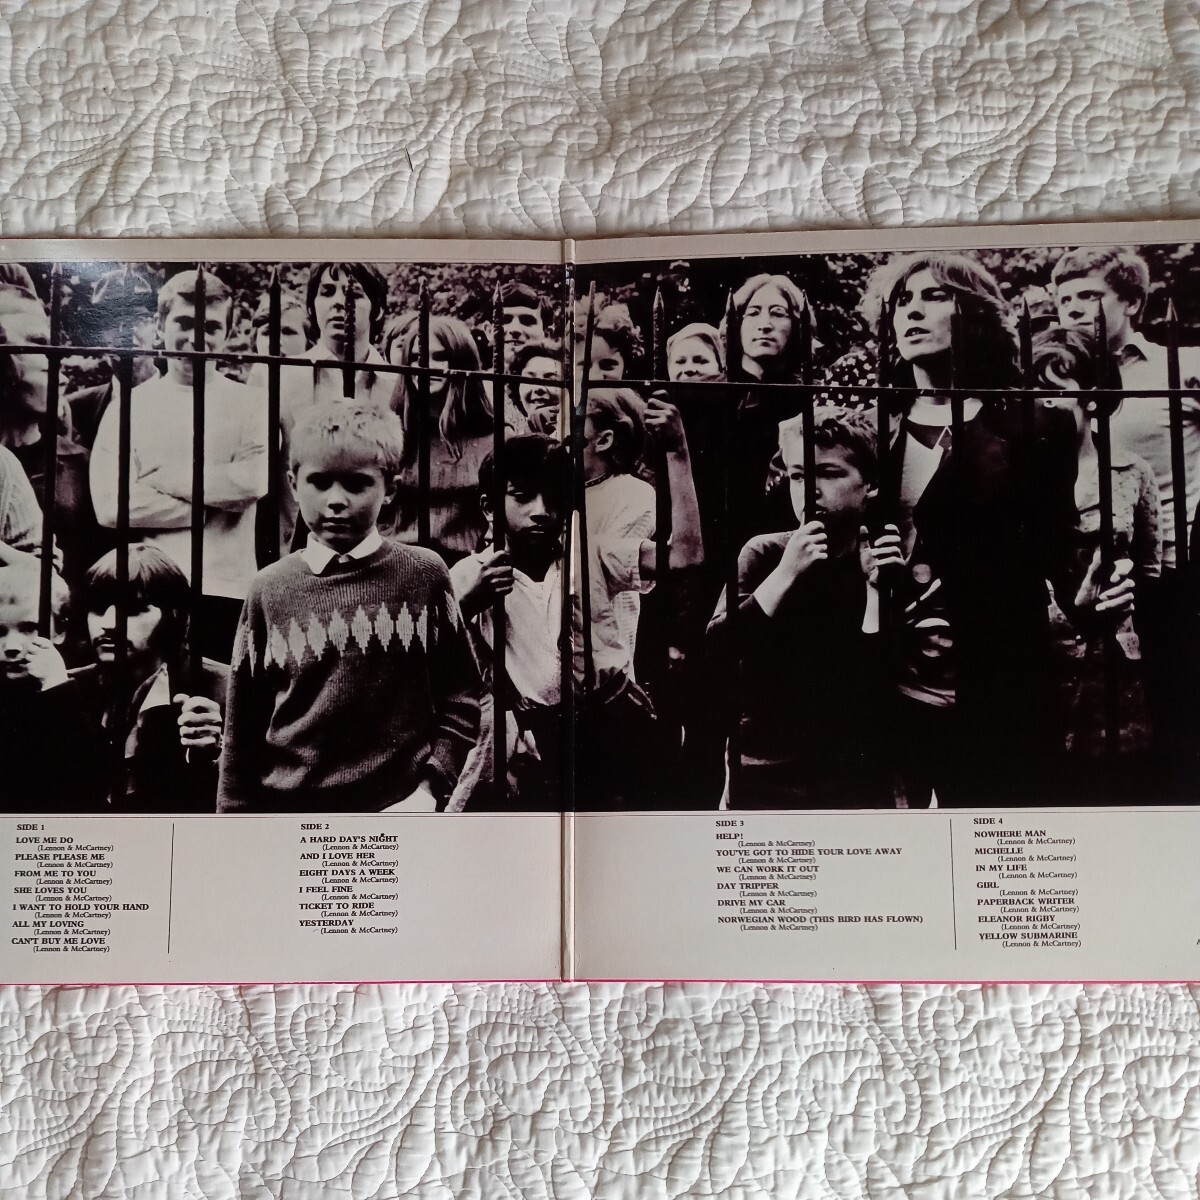 SIDE 1
LOVE ME DO
(Lennon & McCartney)
PLEASE PLEASE ME
(Lennon & McCartney)
FROM ME TO YOU
(Lennon & McCartney)
SHE LOVES YOU
(Lennon & McCartney)
I WANT TO HOLD YOUR HAND
(Lennon & McCartney)
ALL MY LOVING
(Lennon & McCartney)
CAN'T BUY ME LOVE
(Lennon & McCartney)
SIDE 2
A HARD DAY'S NIGHT
(Lennon & McCartney)
AND I LOVE HER
(Lennon & McCartney)
EIGHT DAYS A WEEK
(Lennon & McCartney)
I FEEL FINE
(Lennon & McCartney)
TICKET TO RIDE
(Lennon & McCartney)
YESTERDAY
(Lennon & McCartney)
SIDE 3
HELP!
(Lennon & McCartney)
YOU'VE GOT TO HIDE YOUR LOVE AWAY
(Lennon & McCartney)
WE CAN WORK IT OUT
(Lennon & McCartney)
DAY TRIPPER
(Lennon & McCartney)
DRIVE MY CAR
(Lennon & McCartney)
NORWEGIAN WOOD (THIS BIRD HAS FLOWN)
(Lennon & McCartney)
SIDE 4
NOWHERE MAN
(Lennon & McCartney)
MICHELLE
(Lennon & McCartney)
IN MY LIFE
(Lennon & McCartney)
GIRL
(Lennon & McCartney)
PAPERBACK WRITER
(Lennon & McCartney)
ELEANOR RIGBY
(Lennon & McCartney)
YELLOW SUBMARINE
(Lennon & McCartney)